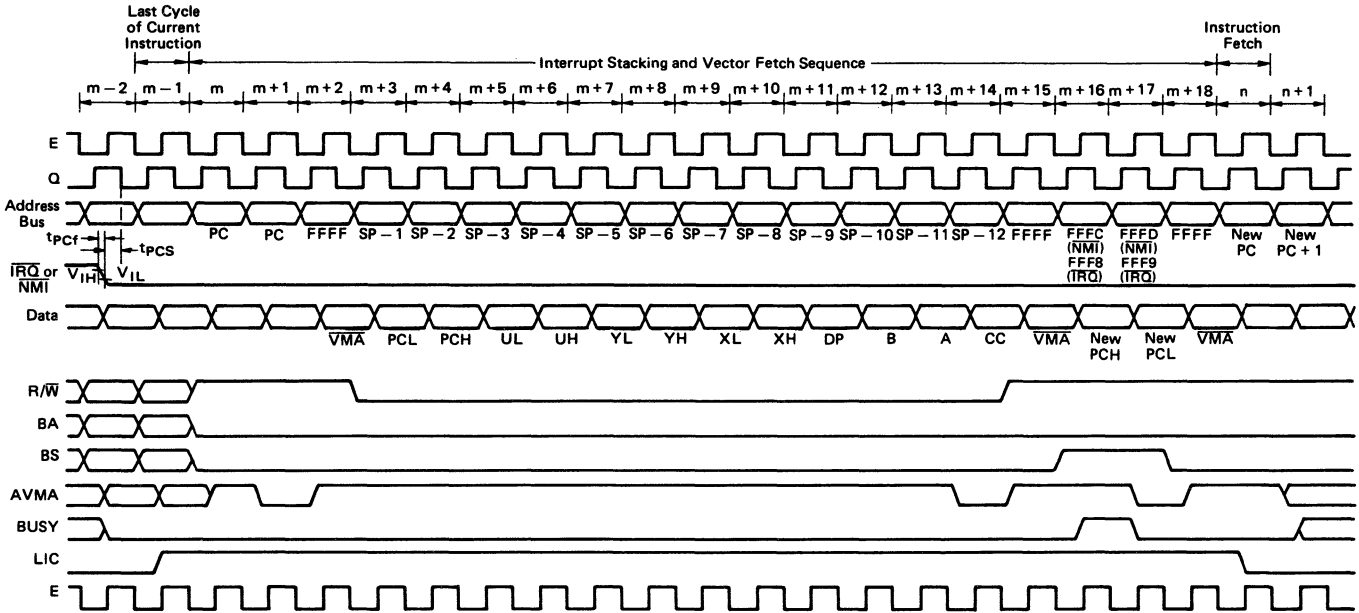 Last Cycle
of Current
Instruction
Instruction
Fetch
Interrupt Stacking and Vector Fetch Sequence
m – 2 m – 1 m m + 1 m + 2 m + 3 m + 4 m + 5 m + 6 m + 7 m + 8 m + 9 m + 10 m + 11 m + 12 m + 13 m + 14 m + 15 m + 16 m + 17 m + 18 n n + 1
E
Q
Address
Bus
PC PC FFFF SP – 1 SP – 2 SP – 3 SP – 4 SP – 5 SP – 6 SP – 7 SP – 8 SP – 9 SP – 10 SP – 11 SP – 12 FFFF FFFC FFFD FFFF New New
(NMI) (NMI) PC PC + 1
FFF8 FFF9
(IRQ) (IRQ)
tPCf
tPCS
IRQ or
NMI
VIH VIL
Data
VMA PCL PCH UL UH YL YH XL XH DP B A CC VMA New New VMA
PCH PCL
R/W
BA
BS
AVMA
BUSY
LIC
E